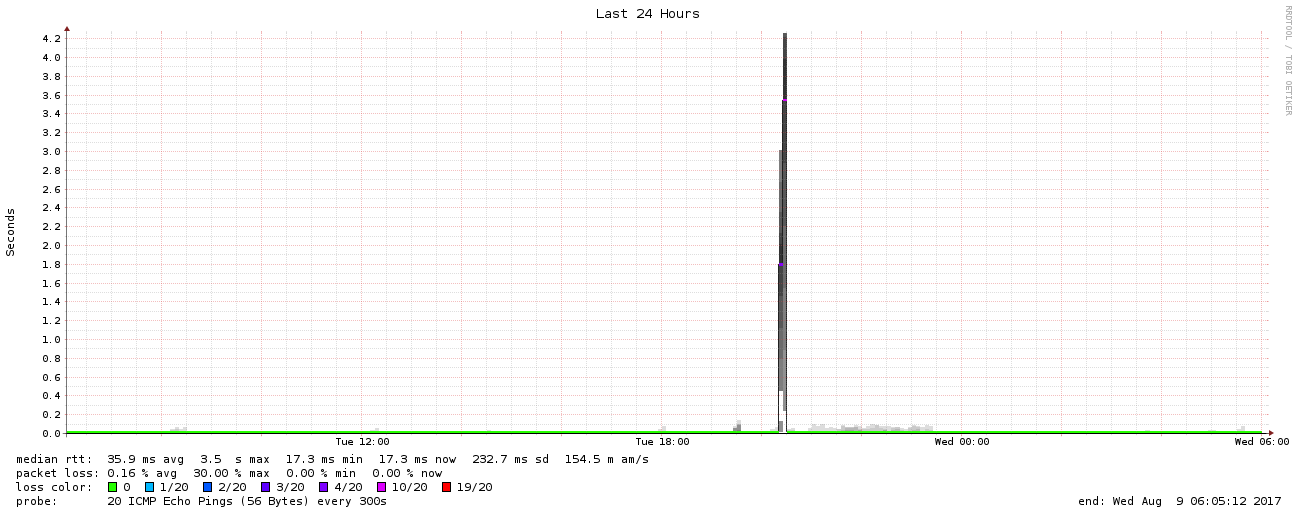 Last 24 Hours
RRDTOOL / TOBI OETIKER
Seconds
4.2
4.0
3.8
3.6
3.4
3.2
3.0
2.8
2.6
2.4
2.2
2.0
1.8
1.6
1.4
1.2
1.0
0.8
0.6
0.4
0.2
0.0
Tue 12:00 Tue 18:00 Wed 00:00 Wed 06:00
median rtt: 35.9 ms avg 3.5 s max 17.3 ms min 17.3 ms now 232.7 ms sd 154.5 m am/s
packet loss: 0.16 % avg 30.00 % max 0.00 % min 0.00 % now
loss color: 0 1/20 2/20 3/20 4/20 10/20 19/20
probe: 20 ICMP Echo Pings (56 Bytes) every 300s end: Wed Aug 9 06:05:12 2017